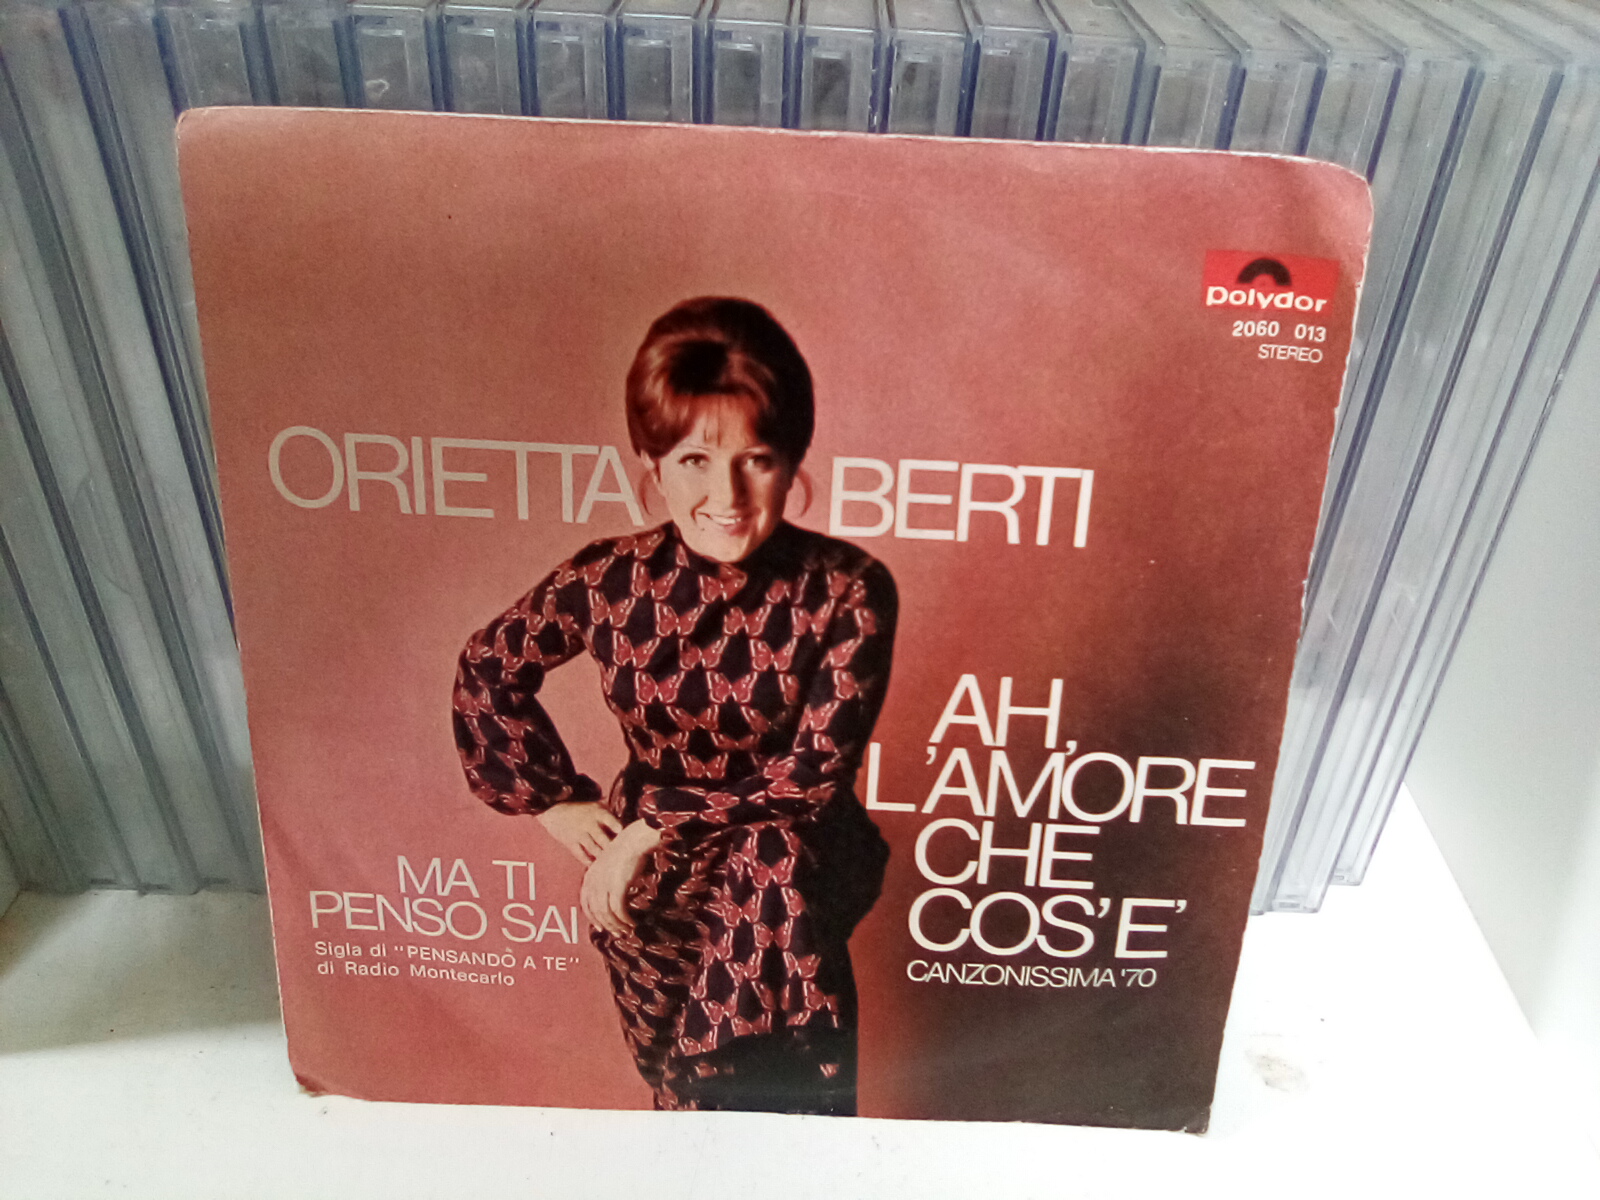 polydor
2060 013
STEREO
ORIETTA BERTI
AH,
L'AMORE
CHE
COS'E'
CANZONISSIMA '70
MA TI
PENSO SAI
Sigla di "PENSANDO A TE"
di Radio Montecarlo